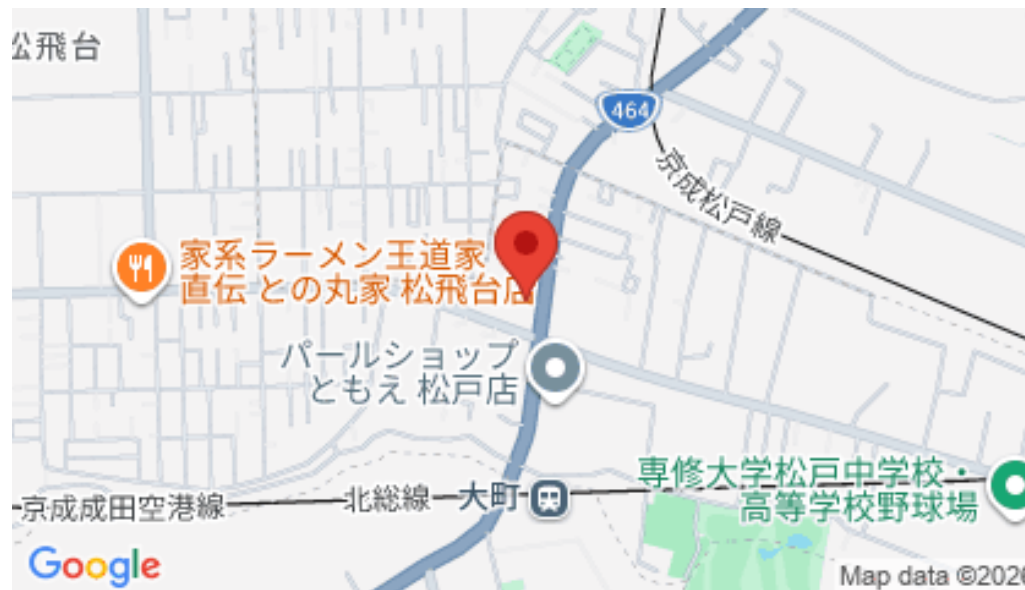 公飛台
464
京成松戸線
家系ラーメン王道家
直伝 との丸家 松飛台店
パールショップ
ともえ 松戸店
専修大学松戸中学校・
高等学校野球場
京成成田空港線
北総線
大町
Google
Map data ©2026